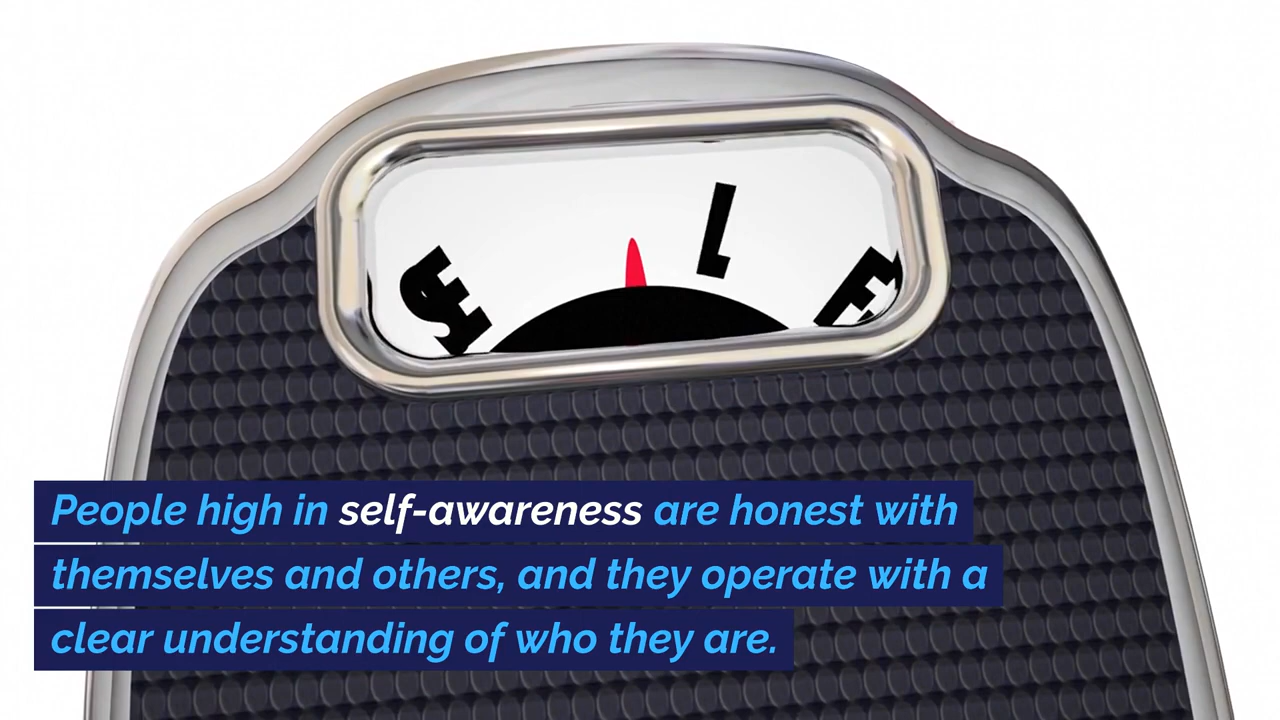 People high in self-awareness are honest with
themselves and others, and they operate with a
clear understanding of who they are.